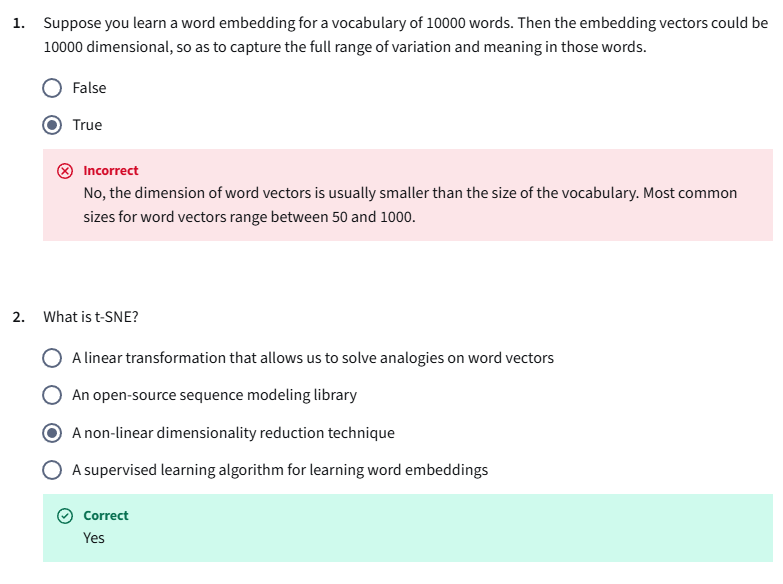 1. Suppose you learn a word embedding for a vocabulary of 10000 words. Then the embedding vectors could be
10000 dimensional, so as to capture the full range of variation and meaning in those words.
False
True
Incorrect
No, the dimension of word vectors is usually smaller than the size of the vocabulary. Most common
sizes for word vectors range between 50 and 1000.
2. What is t-SNE?
A linear transformation that allows us to solve analogies on word vectors
An open-source sequence modeling library
A non-linear dimensionality reduction technique
A supervised learning algorithm for learning word embeddings
Correct
Yes